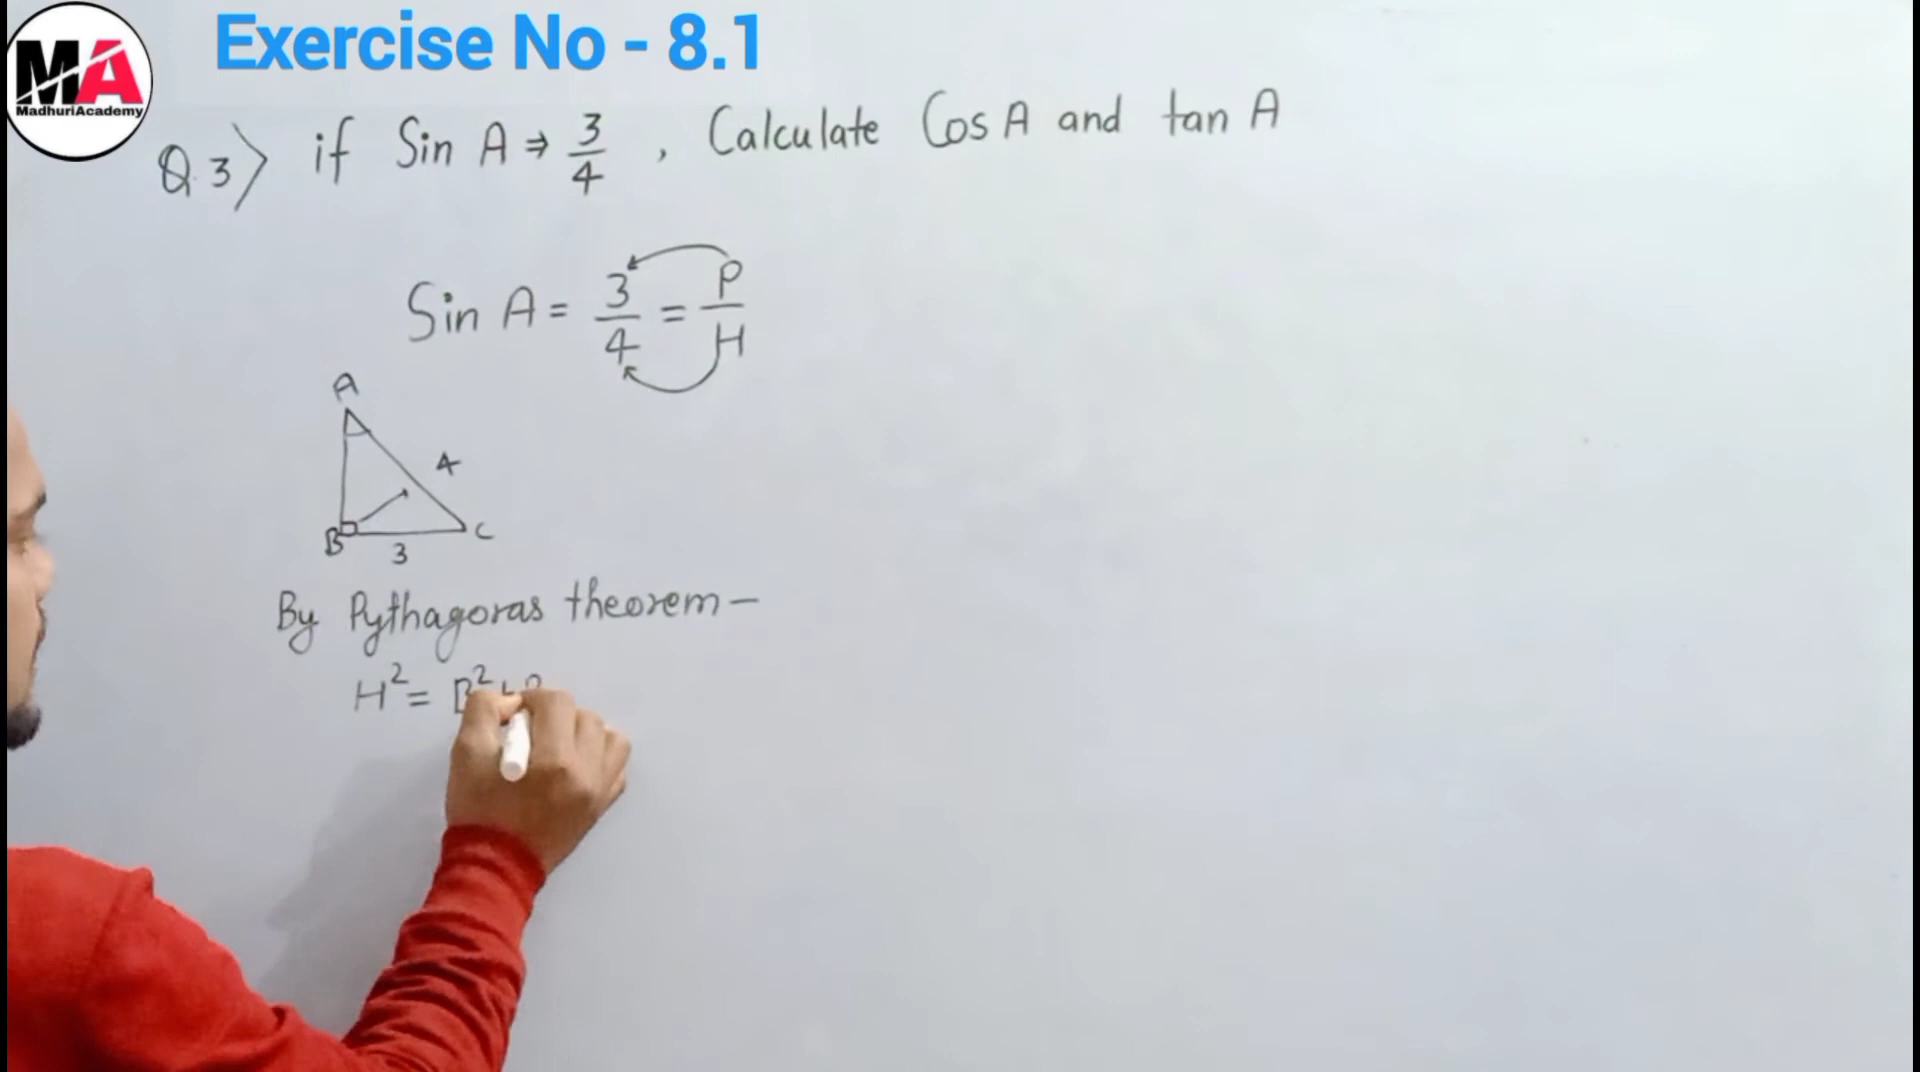 MA
MadhuriAcademy
Exercise No - 8.1
Q.3> if Sin A ⇒ 3/4 , Calculate Cos A and tan A
Sin A = 3/4 = P/H
A
4
B
C
3
By Pythagoras theorem –
H² = B² +